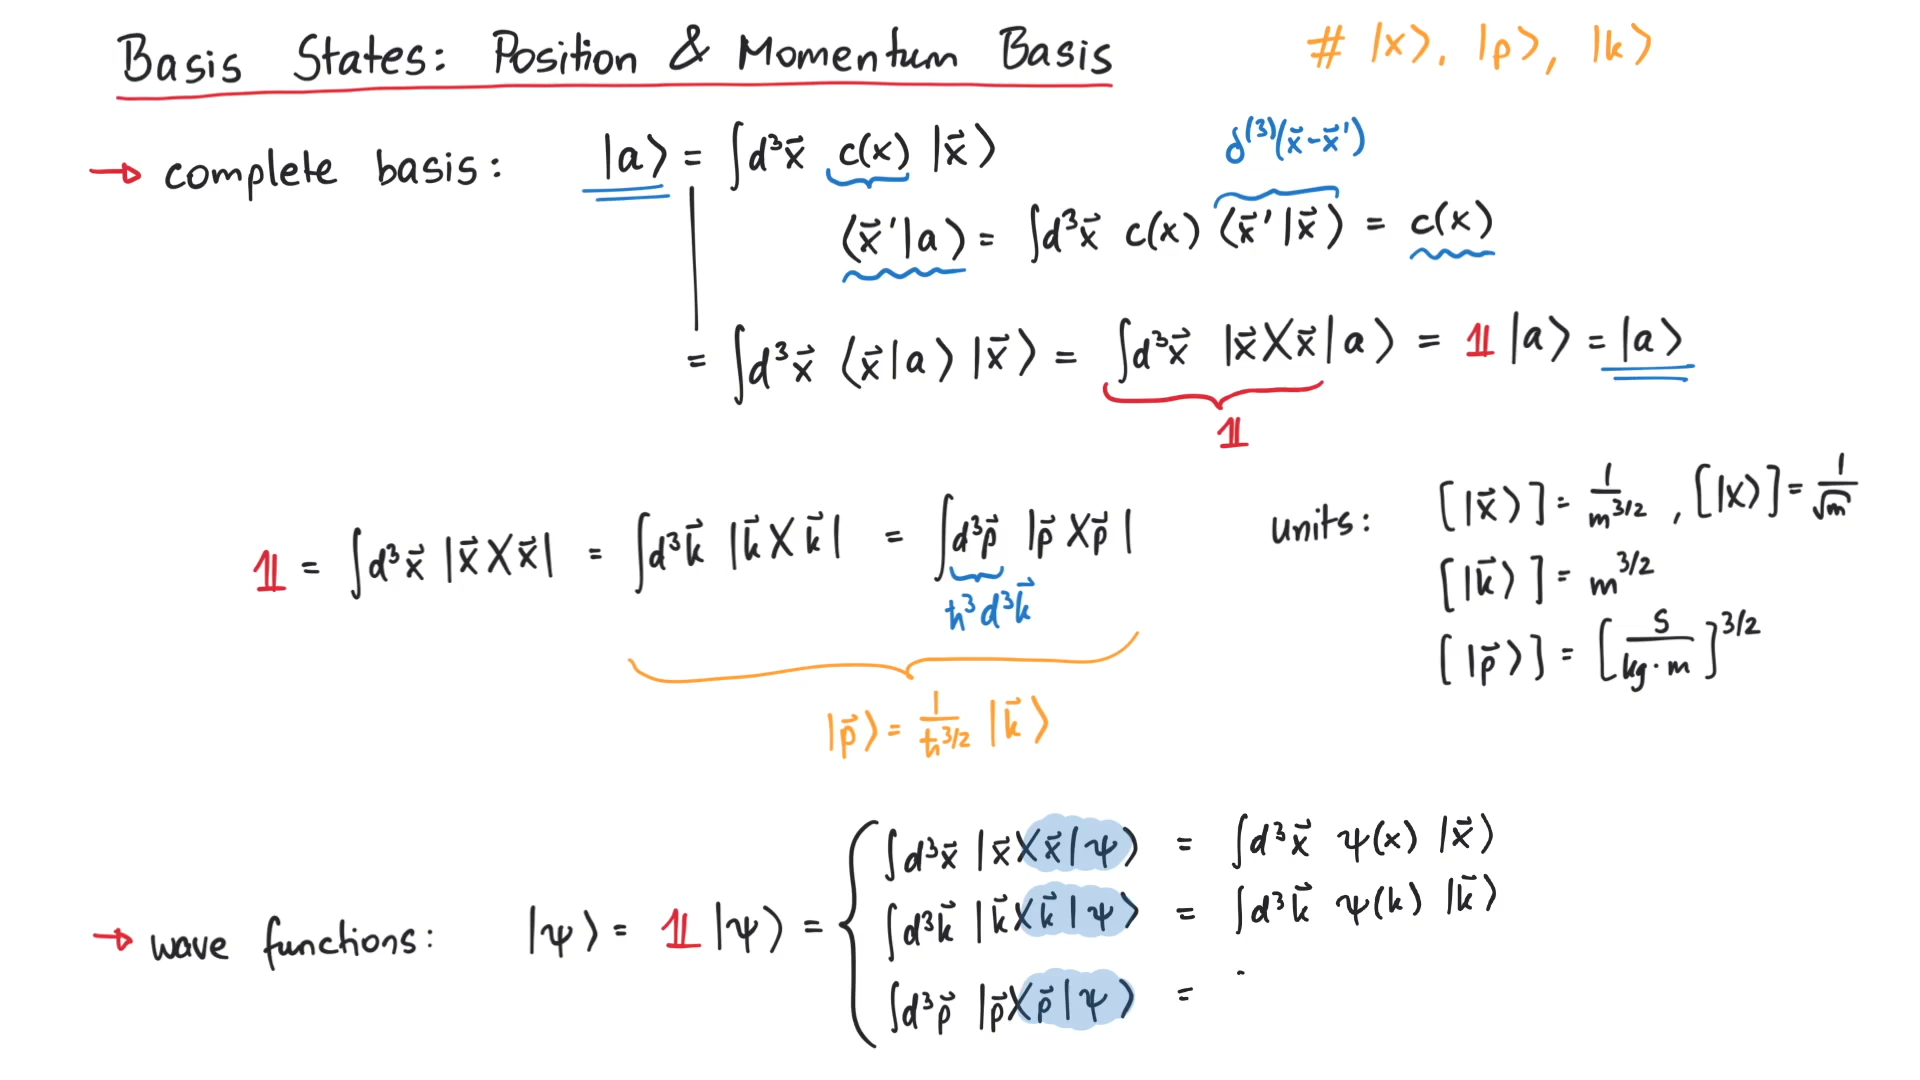 Basis States: Position & Momentum Basis # |x⟩. |p⟩, |k⟩
→ complete basis: |a⟩ = ∫d³x⃗ c(x) |x⃗⟩
δ⁽³⁾(x⃗-x⃗')
⟨x⃗'|a⟩ = ∫d³x⃗ c(x) ⟨x⃗'|x⃗⟩ = c(x)
= ∫d³x⃗ ⟨x⃗|a⟩ |x⃗⟩ = ∫d³x⃗ |x⃗⟩⟨x⃗|a⟩ = 𝟙 |a⟩ = |a⟩
𝟙
𝟙 = ∫d³x⃗ |x⃗⟩⟨x⃗| = ∫d³k⃗ |k⃗⟩⟨k⃗| = ∫d³p⃗ |p⃗⟩⟨p⃗|
ħ³d³k⃗
|p⃗⟩ = 1/ħ^{3/2} |k⃗⟩
units: [|x⃗⟩] = 1/m^{3/2}, [|x⟩] = 1/√m
[|k⃗⟩] = m^{3/2}
[|p⃗⟩] = [s/(kg·m)]^{3/2}
→ wave functions: |ψ⟩ = 𝟙 |ψ⟩ = {
∫d³x⃗ |x⃗⟩⟨x⃗|ψ⟩ = ∫d³x⃗ ψ(x) |x⃗⟩
∫d³k⃗ |k⃗⟩⟨k⃗|ψ⟩ = ∫d³k⃗ ψ(k) |k⃗⟩
∫d³p⃗ |p⃗⟩⟨p⃗|ψ⟩ =